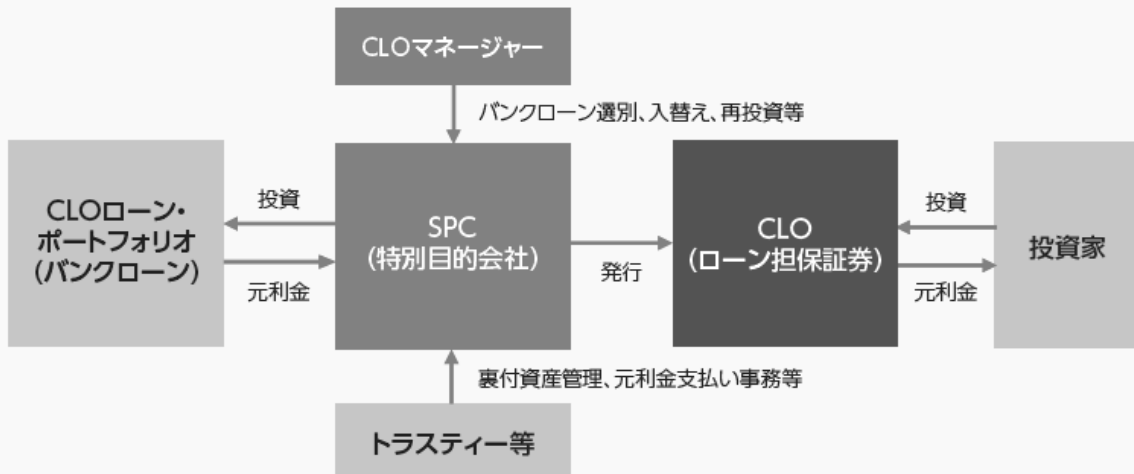 CLOマネージャー
バンクローン選別、入替え、再投資等
CLOローン・
ポートフォリオ
(バンクローン)
投資
元利金
SPC
(特別目的会社)
発行
CLO
(ローン担保証券)
投資
元利金
投資家
裏付資産管理、元利金支払い事務等
トラスティー等